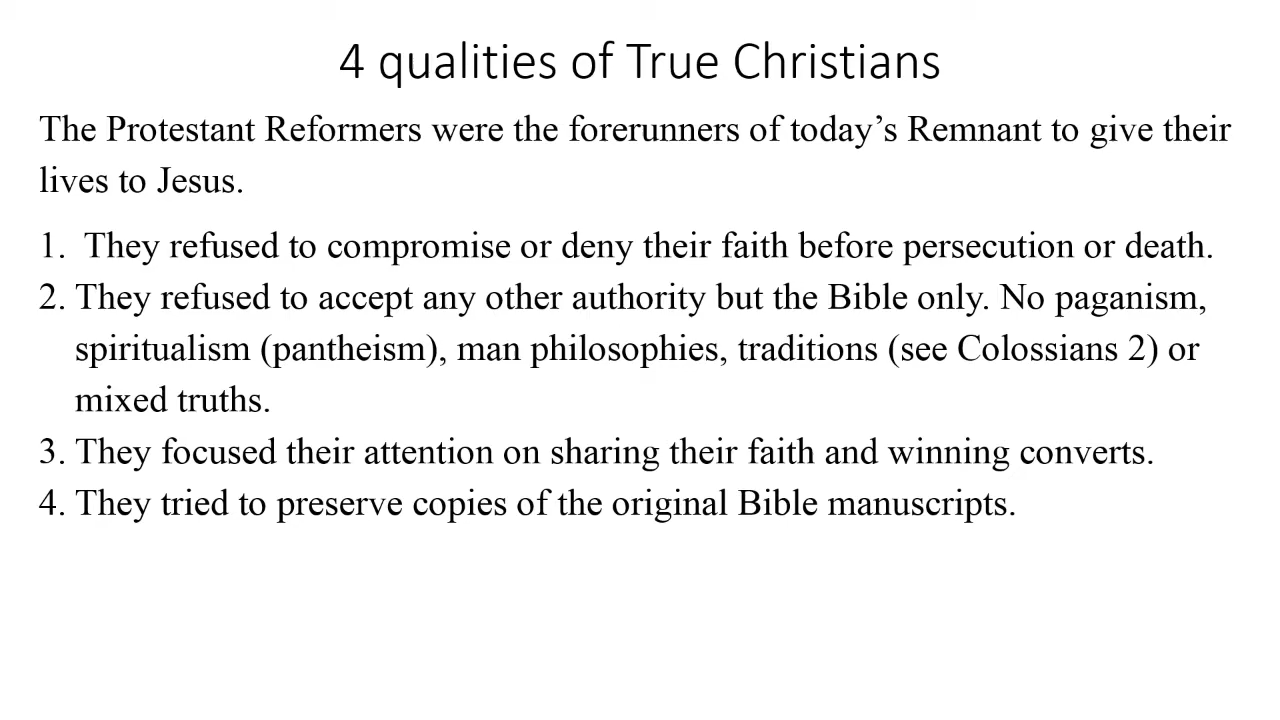 4 qualities of True Christians
The Protestant Reformers were the forerunners of today’s Remnant to give their
lives to Jesus.
1.  They refused to compromise or deny their faith before persecution or death.
2. They refused to accept any other authority but the Bible only. No paganism,
spiritualism (pantheism), man philosophies, traditions (see Colossians 2) or
mixed truths.
3. They focused their attention on sharing their faith and winning converts.
4. They tried to preserve copies of the original Bible manuscripts.